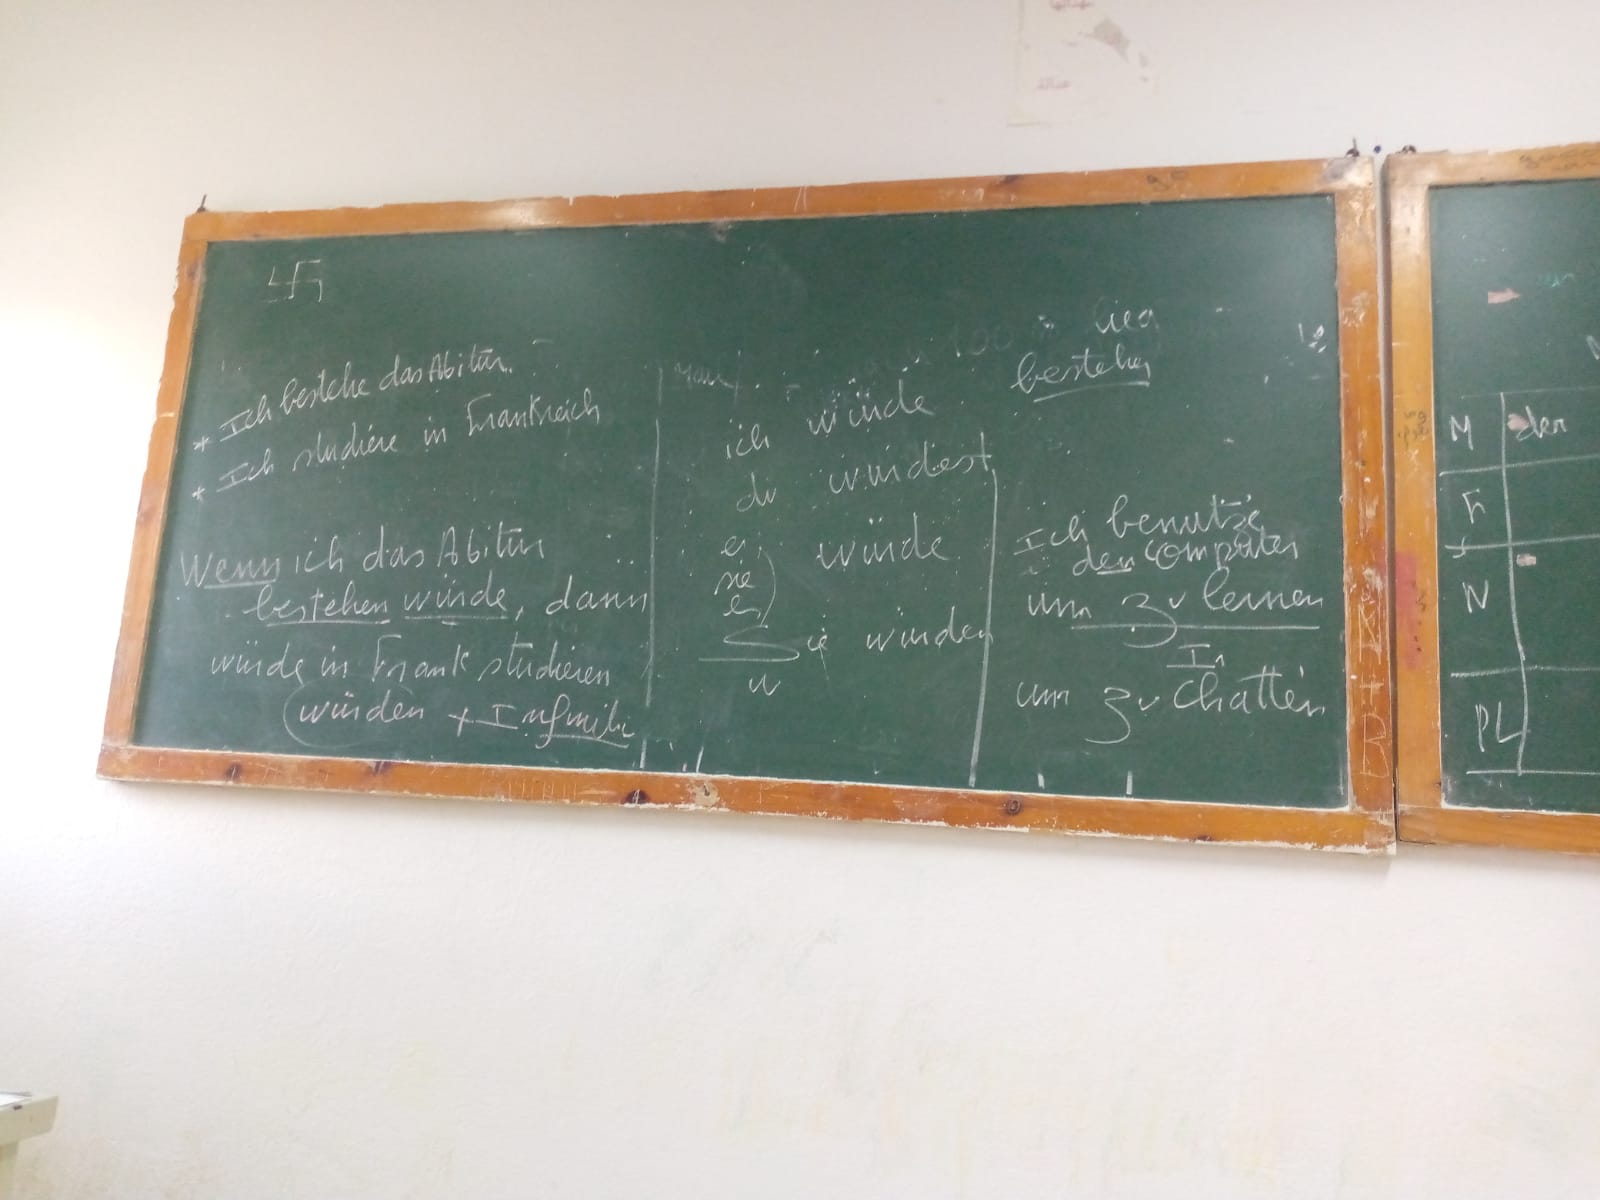 * Ich bestehe das Abitur.
* Ich studiere in Frankreich
Wenn ich das Abitur
bestehen würde, dann
würde in Frank studieren
(würden + Infinitiv
ich würde
du würdest
er
sie
es
würde
Sie würden
bestehen
Ich benutze
den Computer
um zu lernen
In
um zu Chatten
M der
F
N
PL